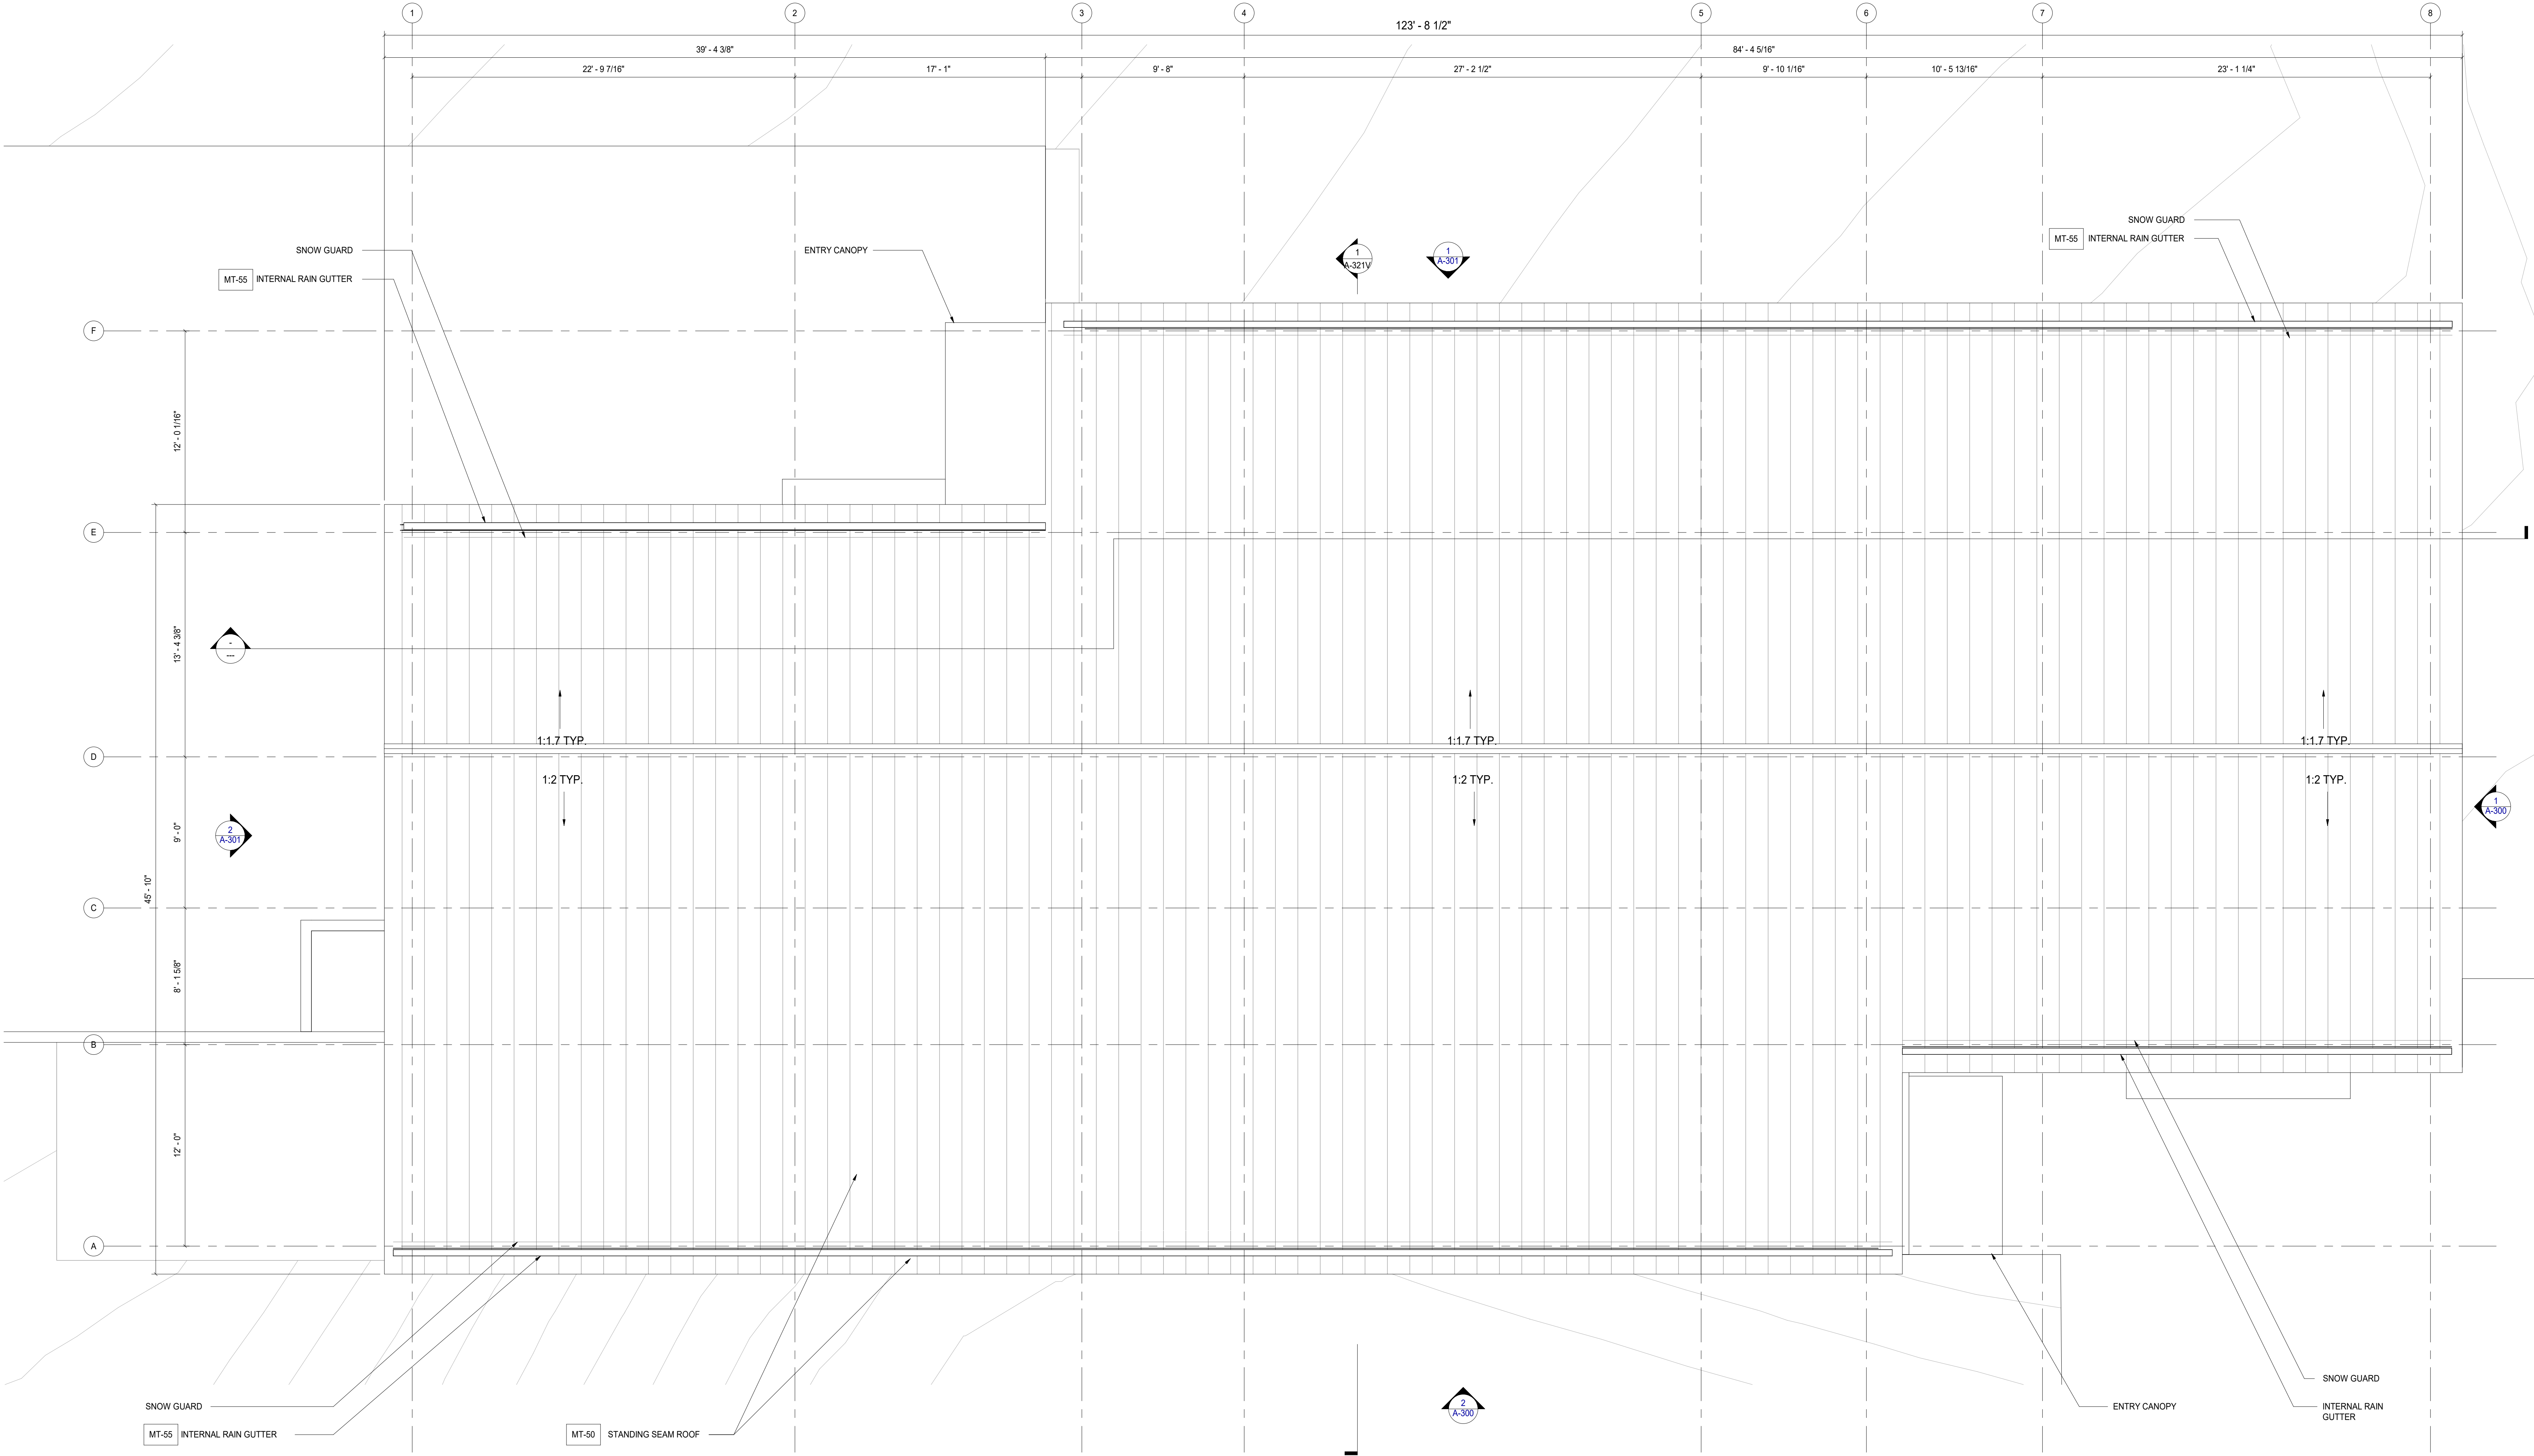 1
2
3
4
5
6
7
8
123' - 8 1/2"
39' - 4 3/8"
84' - 4 5/16"
22' - 9 7/16"
17' - 1"
9' - 8"
27' - 2 1/2"
9' - 10 1/16"
10' - 5 13/16"
23' - 1 1/4"
SNOW GUARD
MT-55 INTERNAL RAIN GUTTER
ENTRY CANOPY
1
A-321V
1
A-301
SNOW GUARD
MT-55 INTERNAL RAIN GUTTER
F
12' - 0 1/16"
E
13' - 4 3/8"
-
---
1:1.7 TYP.
1:1.7 TYP.
1:1.7 TYP.
D
1:2 TYP.
1:2 TYP.
1:2 TYP.
9' - 0"
2
A-301
1
A-300
45' - 10"
C
8' - 1 5/8"
B
12' - 0"
A
SNOW GUARD
MT-55 INTERNAL RAIN GUTTER
MT-50 STANDING SEAM ROOF
2
A-300
ENTRY CANOPY
SNOW GUARD
INTERNAL RAIN
GUTTER